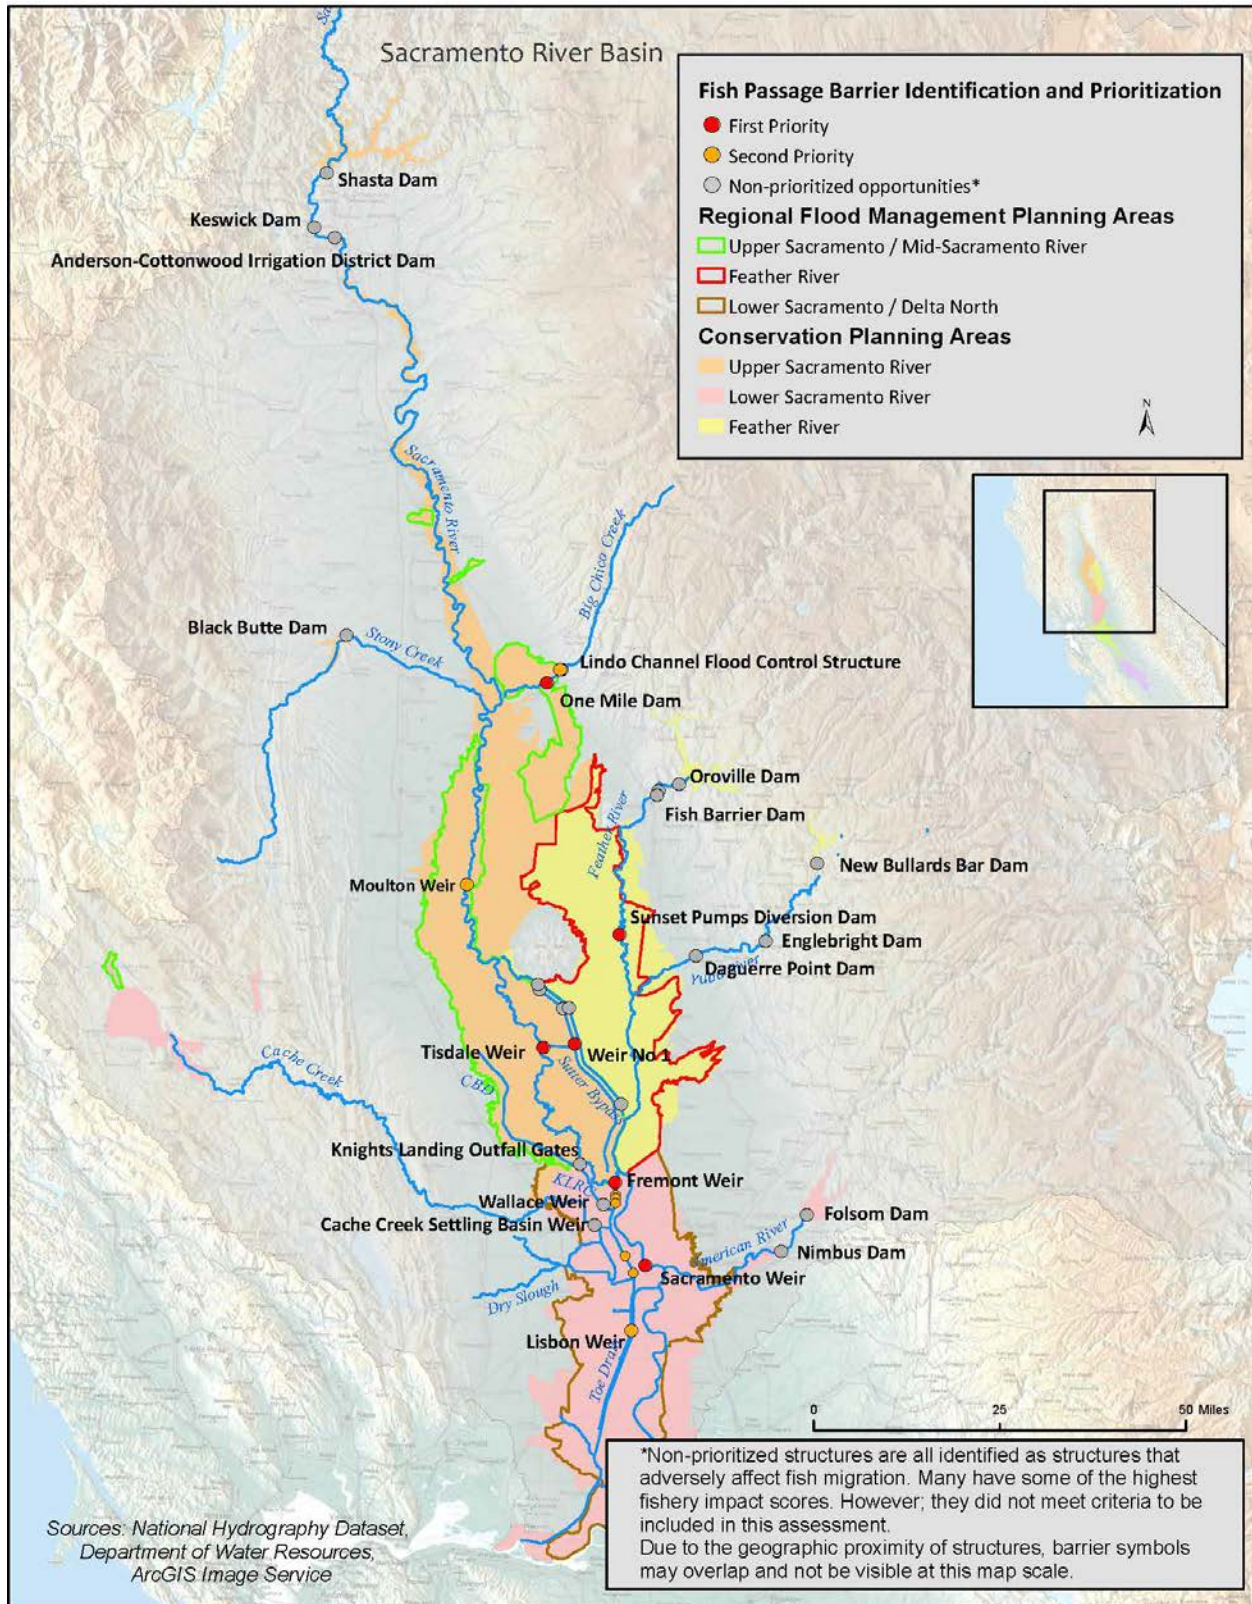 Sa
Sacramento River Basin
Fish Passage Barrier Identification and Prioritization
First Priority
Second Priority
Non-prioritized opportunities*
Regional Flood Management Planning Areas
Upper Sacramento / Mid-Sacramento River
Feather River
Lower Sacramento / Delta North
Conservation Planning Areas
Upper Sacramento River
Lower Sacramento River
Feather River
N
Shasta Dam
Keswick Dam
Anderson-Cottonwood Irrigation District Dam
Sacramento River
Big Chico Creek
Black Butte Dam
Stony Creek
Lindo Channel Flood Control Structure
One Mile Dam
Oroville Dam
Fish Barrier Dam
Feather River
New Bullards Bar Dam
Moulton Weir
Sunset Pumps Diversion Dam
Englebright Dam
Daguerre Point Dam
Yuba River
Tisdale Weir
Weir No 1
Cache Creek
CBD
Sutter Bypass
Knights Landing Outfall Gates
KLRC
Fremont Weir
Wallace Weir
Cache Creek Settling Basin Weir
Folsom Dam
American River
Nimbus Dam
Sacramento Weir
Dry Slough
Lisbon Weir
Toe Drain
0 25 50 Miles
*Non-prioritized structures are all identified as structures that
adversely affect fish migration. Many have some of the highest
fishery impact scores. However; they did not meet criteria to be
included in this assessment.
Due to the geographic proximity of structures, barrier symbols
may overlap and not be visible at this map scale.
Sources: National Hydrography Dataset,
Department of Water Resources,
ArcGIS Image Service